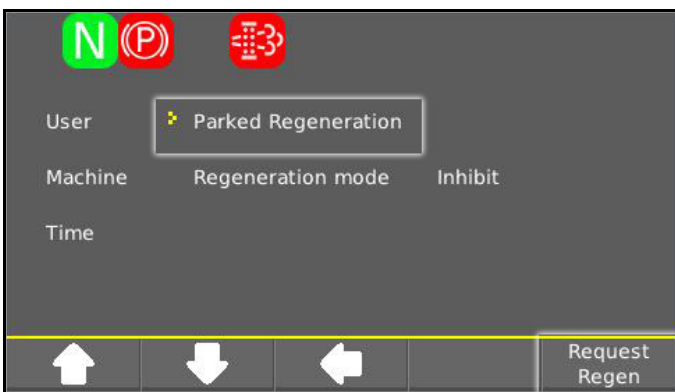 N (P)
User Parked Regeneration
Machine Regeneration mode Inhibit
Time
Request
Regen